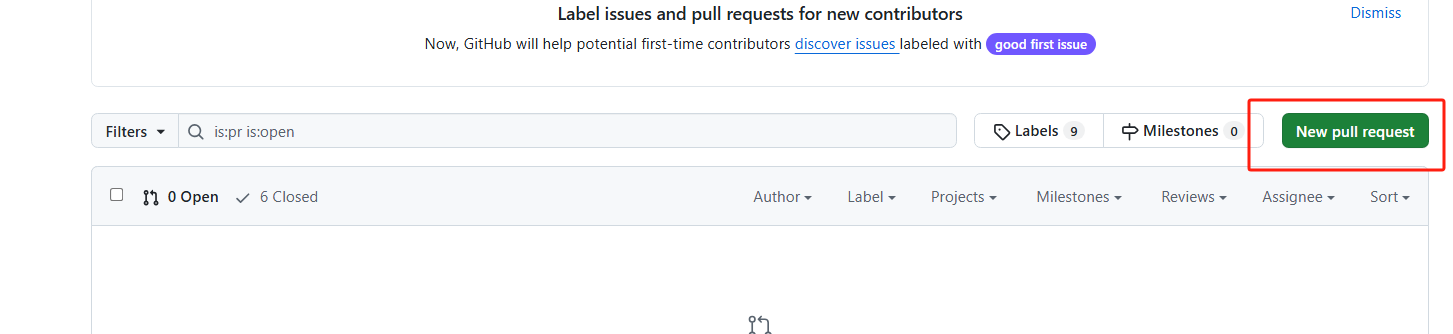 Label issues and pull requests for new contributors
Dismiss
Now, GitHub will help potential first-time contributors discover issues labeled with good first issue
Filters is:pr is:open Labels 9 Milestones 0 New pull request
0 Open 6 Closed Author Label Projects Milestones Reviews Assignee Sort